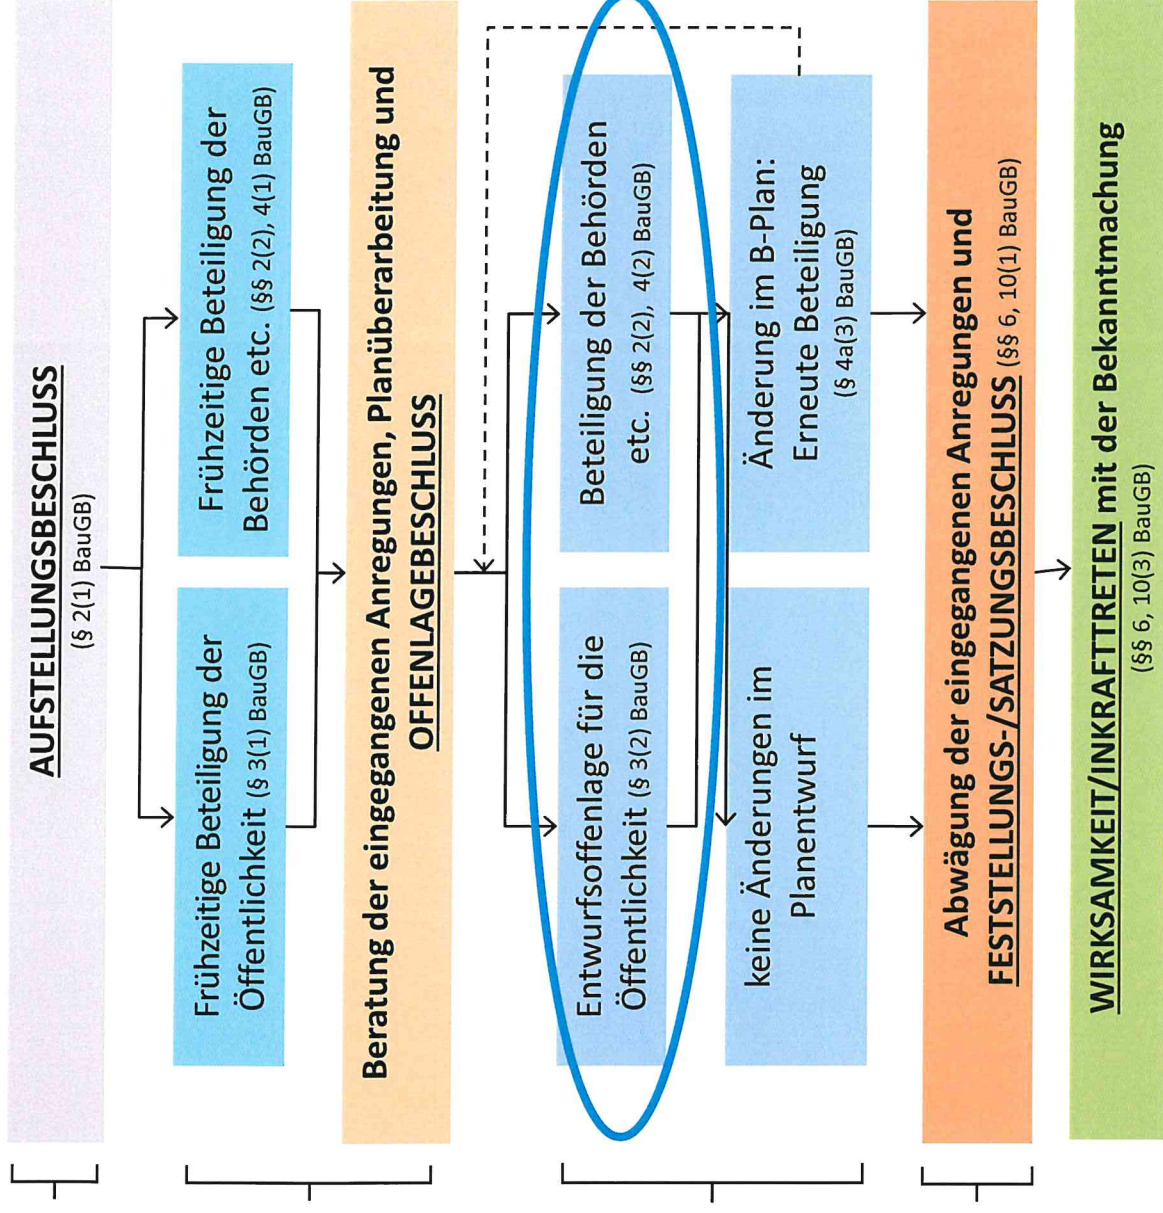 AUFSTELLUNGSBESCHLUSS
(§ 2(1) BauGB)
Frühzeitige Beteiligung der
Öffentlichkeit (§ 3(1) BauGB)
Frühzeitige Beteiligung der
Behörden etc. (§§ 2(2), 4(1) BauGB)
Beratung der eingegangenen Anregungen, Planüberarbeitung und
OFFENLAGEBESCHLUSS
Entwurfsoffenlage für die
Öffentlichkeit (§ 3(2) BauGB)
Beteiligung der Behörden
etc. (§§ 2(2), 4(2) BauGB)
keine Änderungen im
Planentwurf
Änderung im B-Plan:
Erneute Beteiligung
(§ 4a(3) BauGB)
Abwägung der eingegangenen Anregungen und
FESTSTELLUNGS-/SATZUNGSBESCHLUSS (§§ 6, 10(1) BauGB)
WIRKSAMKEIT/INKRAFTTRETEN mit der Bekanntmachung
(§§ 6, 10(3) BauGB)